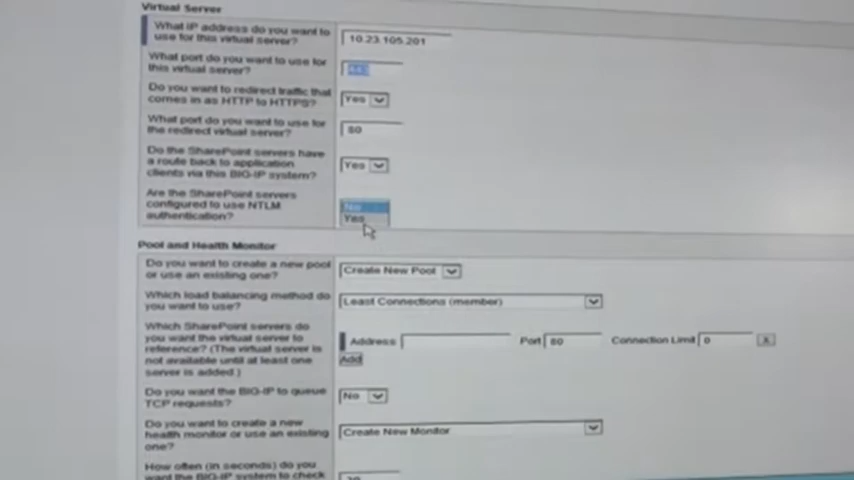 Virtual Server
What IP address do you want to
use for this virtual server?
10.23.105.201
What port do you want to use for
this virtual server?
443
Do you want to redirect traffic that
comes in as HTTP to HTTPS?
Yes
What port do you want to use for
the redirect virtual server?
80
Do the SharePoint servers have
a route back to application
clients via this BIG-IP system?
Yes
Are the SharePoint servers
configured to use NTLM
authentication?
No
Yes
Pool and Health Monitor
Do you want to create a new pool
or use an existing one?
Create New Pool
Which load balancing method do
you want to use?
Least Connections (member)
Which SharePoint servers do
you want the virtual server to
reference? (The virtual server is
not available until at least one
server is added.)
Address Port 80 Connection Limit 0 X
Add
Do you want the BIG-IP to queue
TCP requests?
No
Do you want to create a new
health monitor or use an existing
one?
Create New Monitor
How often (in seconds) do you
want the BIG-IP system to check
30